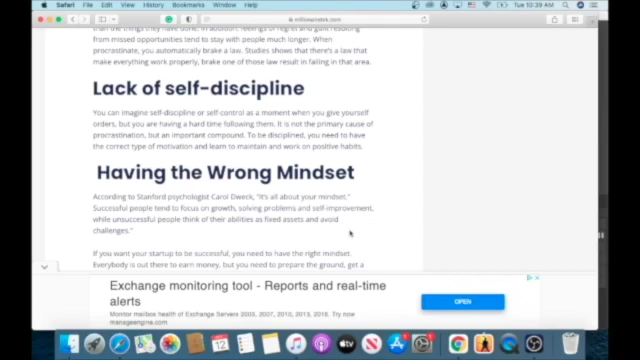 Safari File Edit View History Bookmarks Window Help
Tue 10:39 AM
millionwintek.com
than the things they have done. In addition, feelings of regret and guilt resulting
from missed opportunities tend to stay with people much longer. When
procrastinate, you automatically brake a law. Studies shows that there's a law that
make everything work properly, brake one of those law result in failing in that area.
Lack of self-discipline
You can imagine self-discipline or self-control as a moment when you give yourself
orders, but you are having a hard time following them. It is not the primary cause of
procrastination, but an important compound. To be disciplined, you need to have
the correct type of motivation and learn to maintain and work on positive habits.
Having the Wrong Mindset
According to Stanford psychologist Carol Dweck, "It's all about your mindset."
Successful people tend to focus on growth, solving problems and self-improvement,
while unsuccessful people think of their abilities as fixed assets and avoid
challenges."
If you want your startup to be successful, you need to have the right mindset.
Everybody is out there to earn money, but you need to prepare the ground, get a
Exchange monitoring tool - Reports and real-time
alerts
Monitor mailbox health of Exchange Servers 2003, 2007, 2010, 2013, 2016. Try now
manageengine.com
OPEN
12
tv